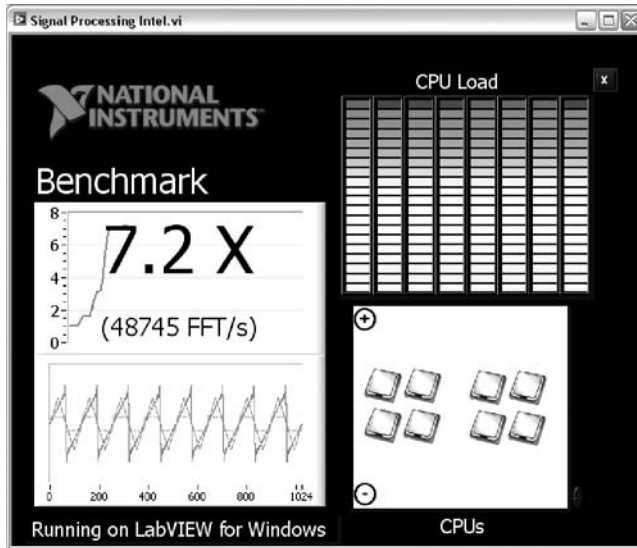 Signal Processing Intel.vi
NATIONAL
INSTRUMENTS
CPU Load
x
Benchmark
8
6
4
2
0
7.2 X
(48745 FFT/s)
0 200 400 600 800 1024
Running on LabVIEW for Windows
+
-
CPUs